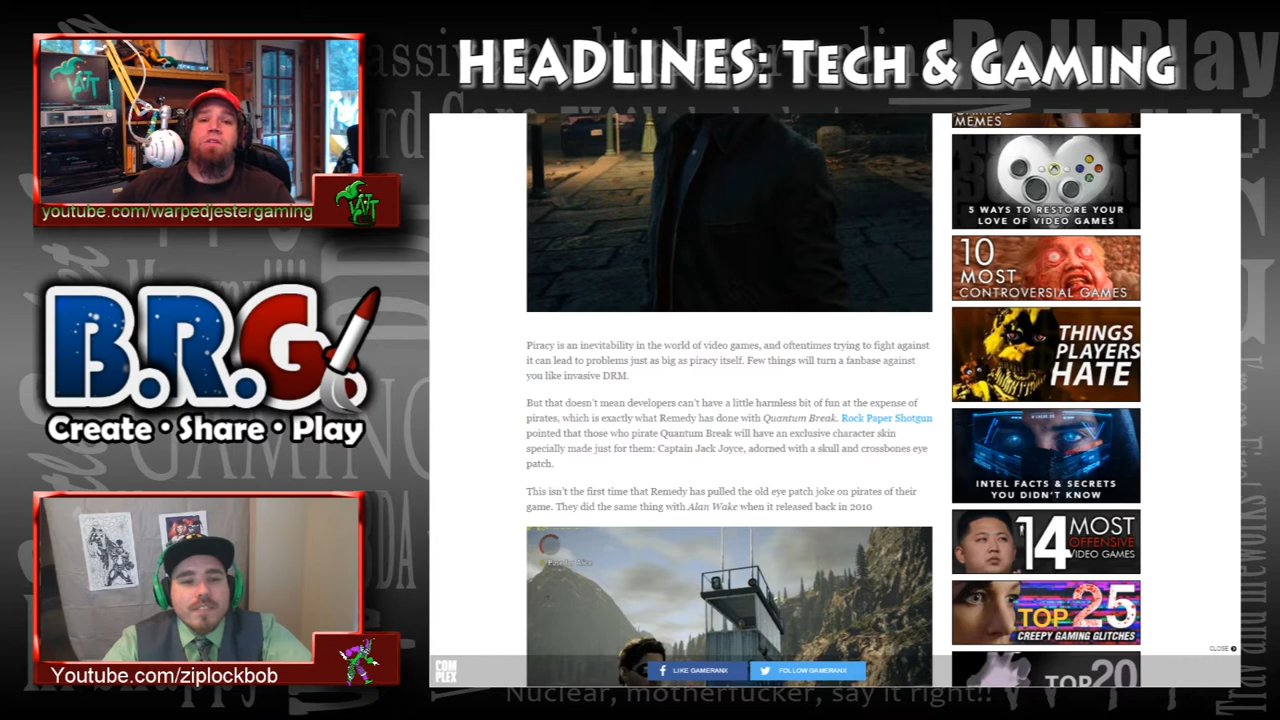 HEADLINES: TECH & GAMING
youtube.com/warpedjestergaming
B.R.G.
Create • Share • Play
Youtube.com/ziplockbob
Piracy is an inevitability in the world of video games, and oftentimes trying to fight against
it can lead to problems just as big as piracy itself. Few things will turn a fanbase against
you like invasive DRM.
But that doesn't mean developers can't have a little harmless bit of fun at the expense of
pirates, which is exactly what Remedy has done with Quantum Break. Rock Paper Shotgun
pointed that those who pirate Quantum Break will have an exclusive character skin
specially made just for them: Captain Jack Joyce, adorned with a skull and crossbones eye
patch.
This isn't the first time that Remedy has pulled the old eye patch joke on pirates of their
game. They did the same thing with Alan Wake when it released back in 2010
MEMES
5 WAYS TO RESTORE YOUR
LOVE OF VIDEO GAMES
10
MOST
CONTROVERSIAL GAMES
THINGS
PLAYERS
HATE
INTEL FACTS & SECRETS
YOU DIDN'T KNOW
14 MOST
OFFENSIVE
VIDEO GAMES
TOP 25
CREEPY GAMING GLITCHES
TOP 20
CLOSE
COM
PLEX
LIKE GAMERANX
FOLLOW GAMERANX
Roll Play
GAMING
Nuclear, motherfucker, say it right!!